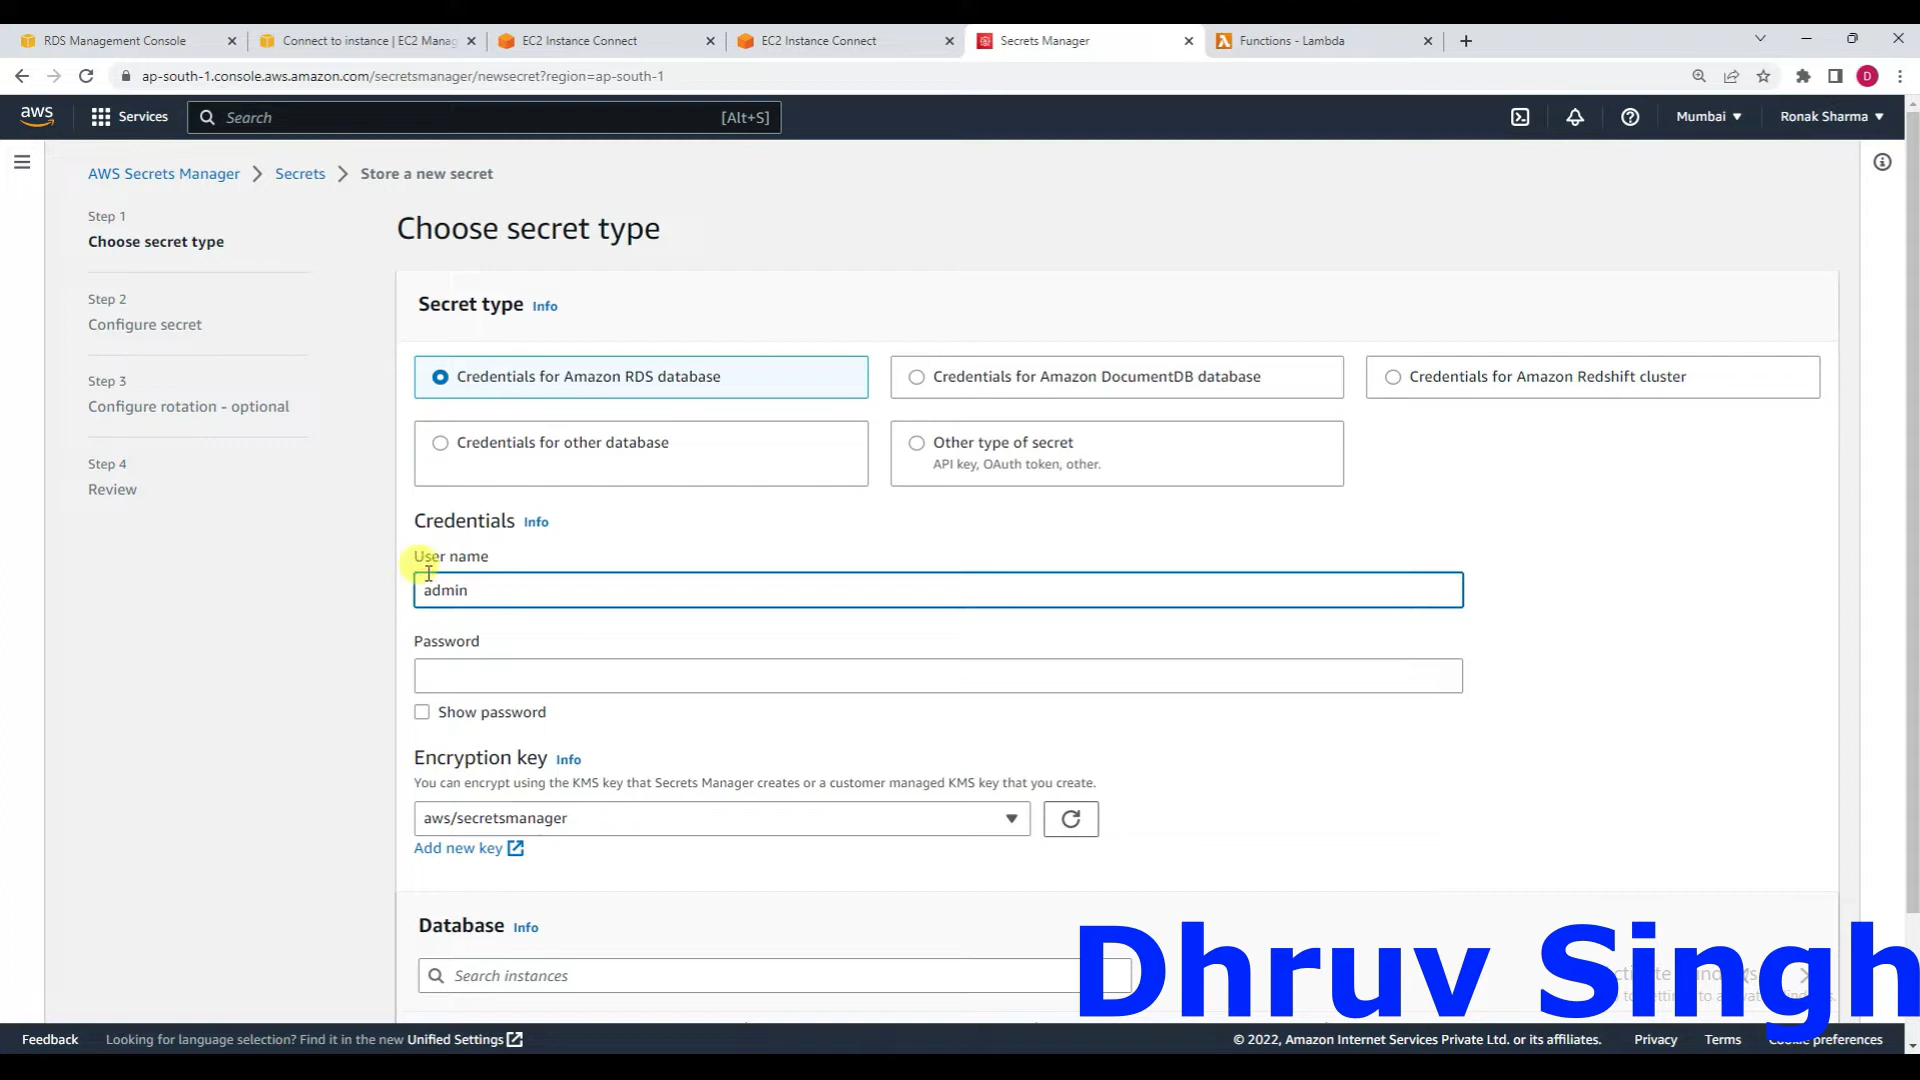 RDS Management Console
Connect to instance | EC2 Manag
EC2 Instance Connect
EC2 Instance Connect
Secrets Manager
Functions - Lambda
ap-south-1.console.aws.amazon.com/secretsmanager/newsecret?region=ap-south-1
D
aws
Services
Search
[Alt+S]
Mumbai
Ronak Sharma
AWS Secrets Manager
Secrets
Store a new secret
Step 1
Choose secret type
Step 2
Configure secret
Step 3
Configure rotation - optional
Step 4
Review
Choose secret type
Secret type Info
Credentials for Amazon RDS database
Credentials for Amazon DocumentDB database
Credentials for Amazon Redshift cluster
Credentials for other database
Other type of secret
API key, OAuth token, other.
Credentials Info
User name
admin
Password
Show password
Encryption key Info
You can encrypt using the KMS key that Secrets Manager creates or a customer managed KMS key that you create.
aws/secretsmanager
Add new key
Database Info
Search instances
Dhruv Singh
Feedback
Looking for language selection? Find it in the new Unified Settings
© 2022, Amazon Internet Services Private Ltd. or its affiliates.
Privacy
Terms
Cookie preferences